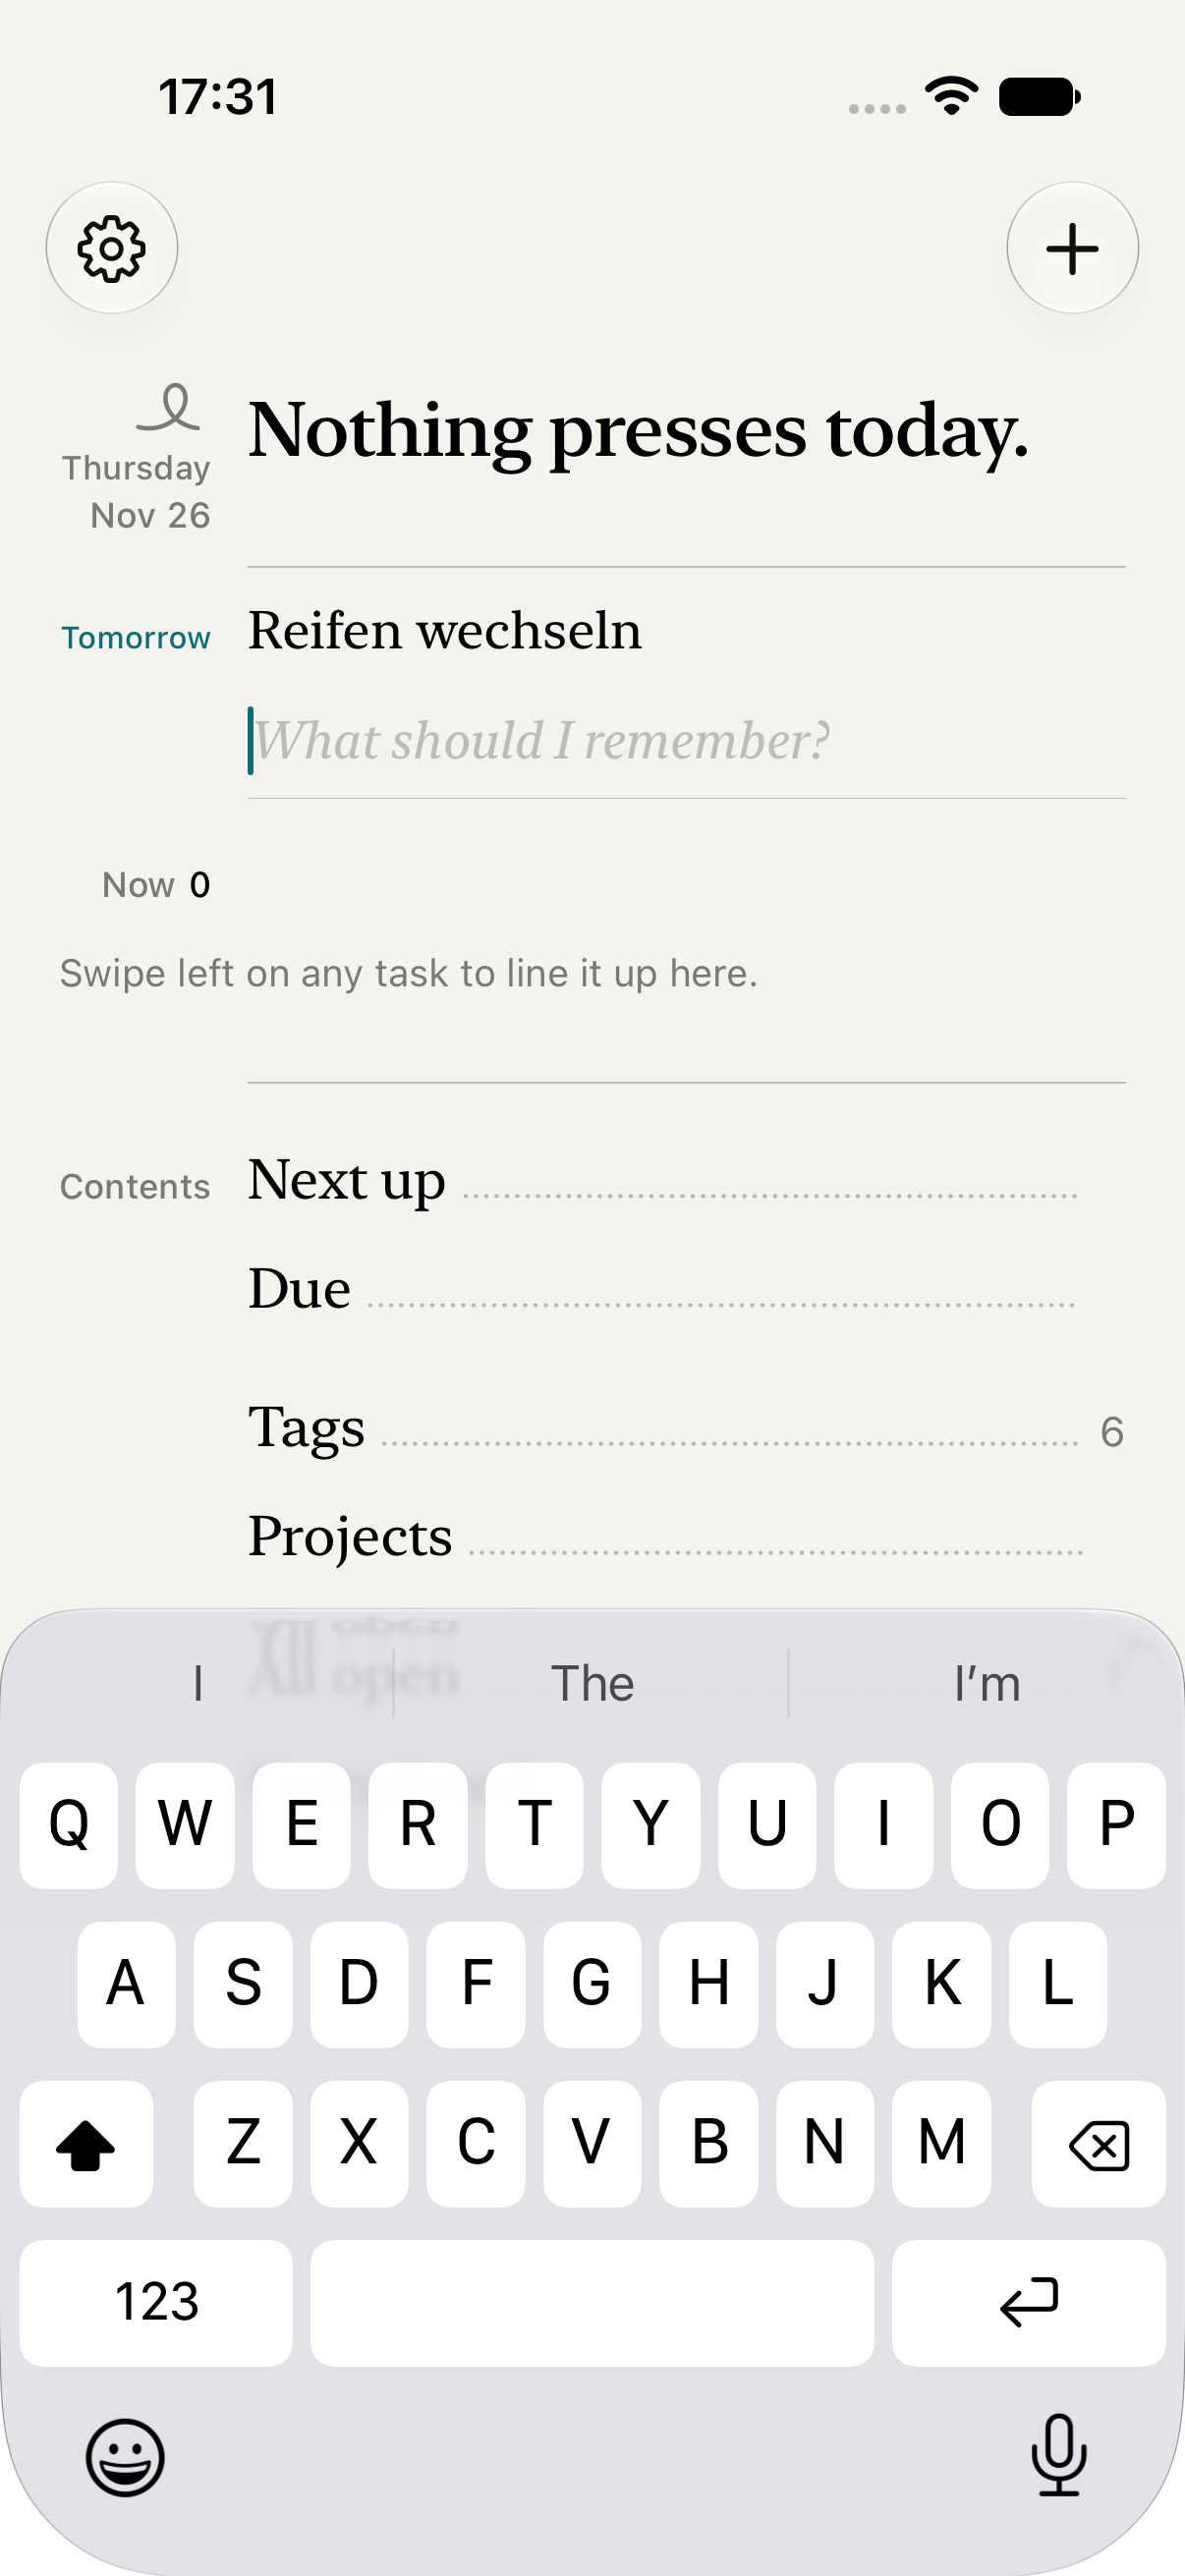 17:31
Nothing presses today.
Thursday
Nov 26
Tomorrow Reifen wechseln
What should I remember?
Now 0
Swipe left on any task to line it up here.
Contents Next up
Due
Tags 6
Projects
open
I The I’m
Q W E R T Y U I O P
A S D F G H J K L
Z X C V B N M
123